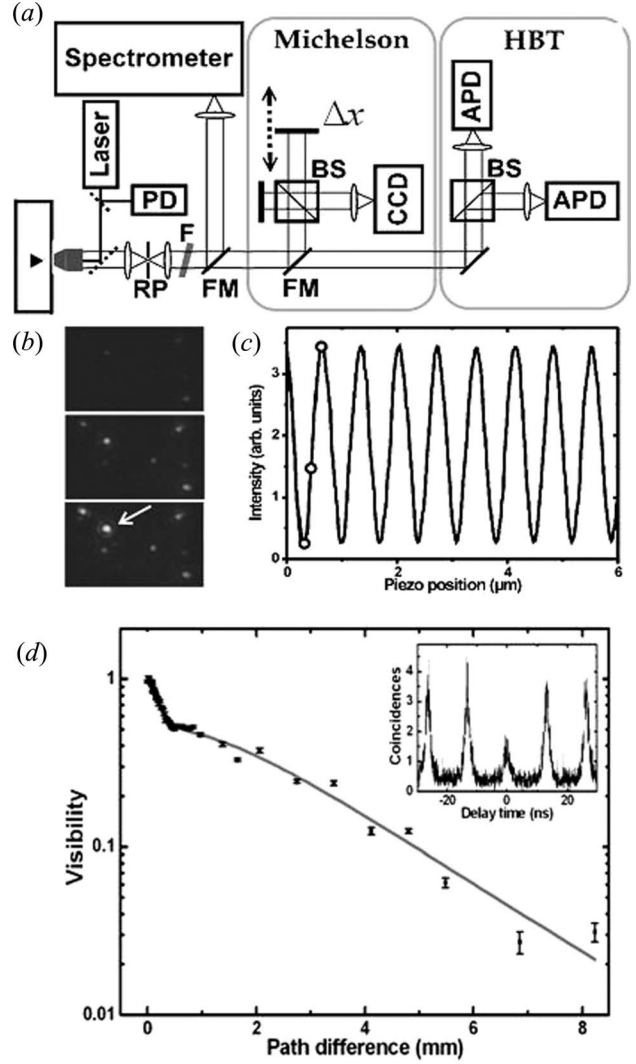 (a)
Michelson
HBT
Spectrometer
Laser
PD
F
RP
FM
FM
Δx
BS
CCD
APD
BS
APD
(b)
(c)
Intensity (arb. units)
3
2
1
0
0 2 4 6
Piezo position (μm)
(d)
Visibility
1
0.1
0.01
0 2 4 6 8
Path difference (mm)
Coincidences
4
3
2
1
0
-20 0 20
Delay time (ns)